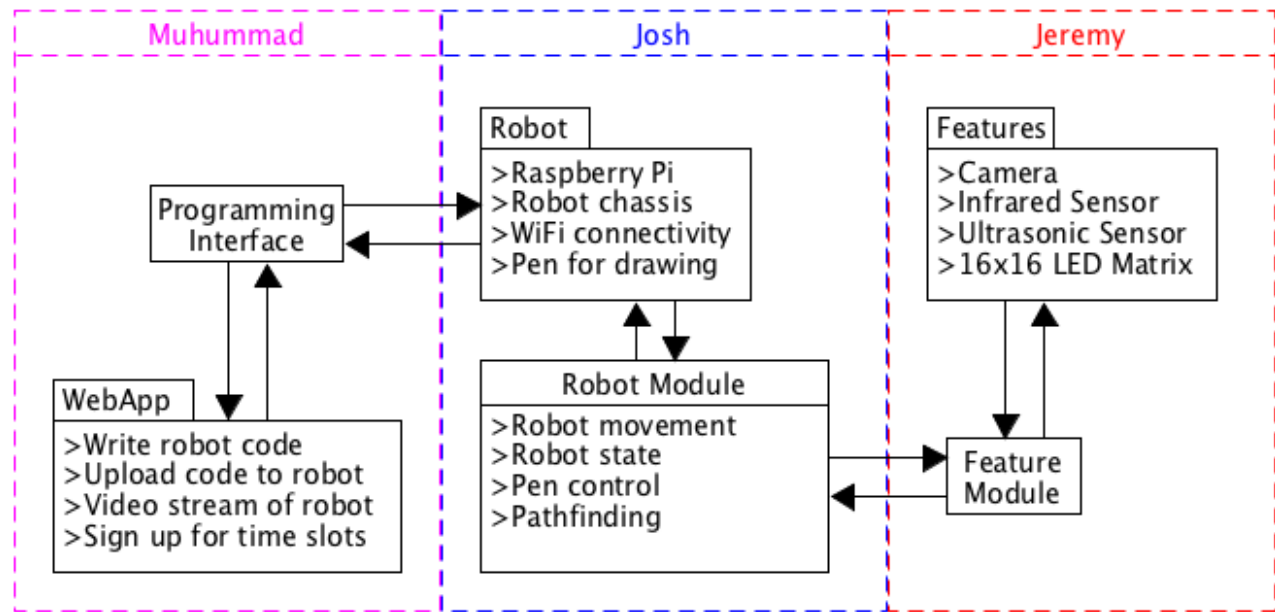 Muhummad
Programming
Interface
WebApp
>Write robot code
>Upload code to robot
>Video stream of robot
>Sign up for time slots
Josh
Robot
>Raspberry Pi
>Robot chassis
>WiFi connectivity
>Pen for drawing
Robot Module
>Robot movement
>Robot state
>Pen control
>Pathfinding
Jeremy
Features
>Camera
>Infrared Sensor
>Ultrasonic Sensor
>16x16 LED Matrix
Feature
Module